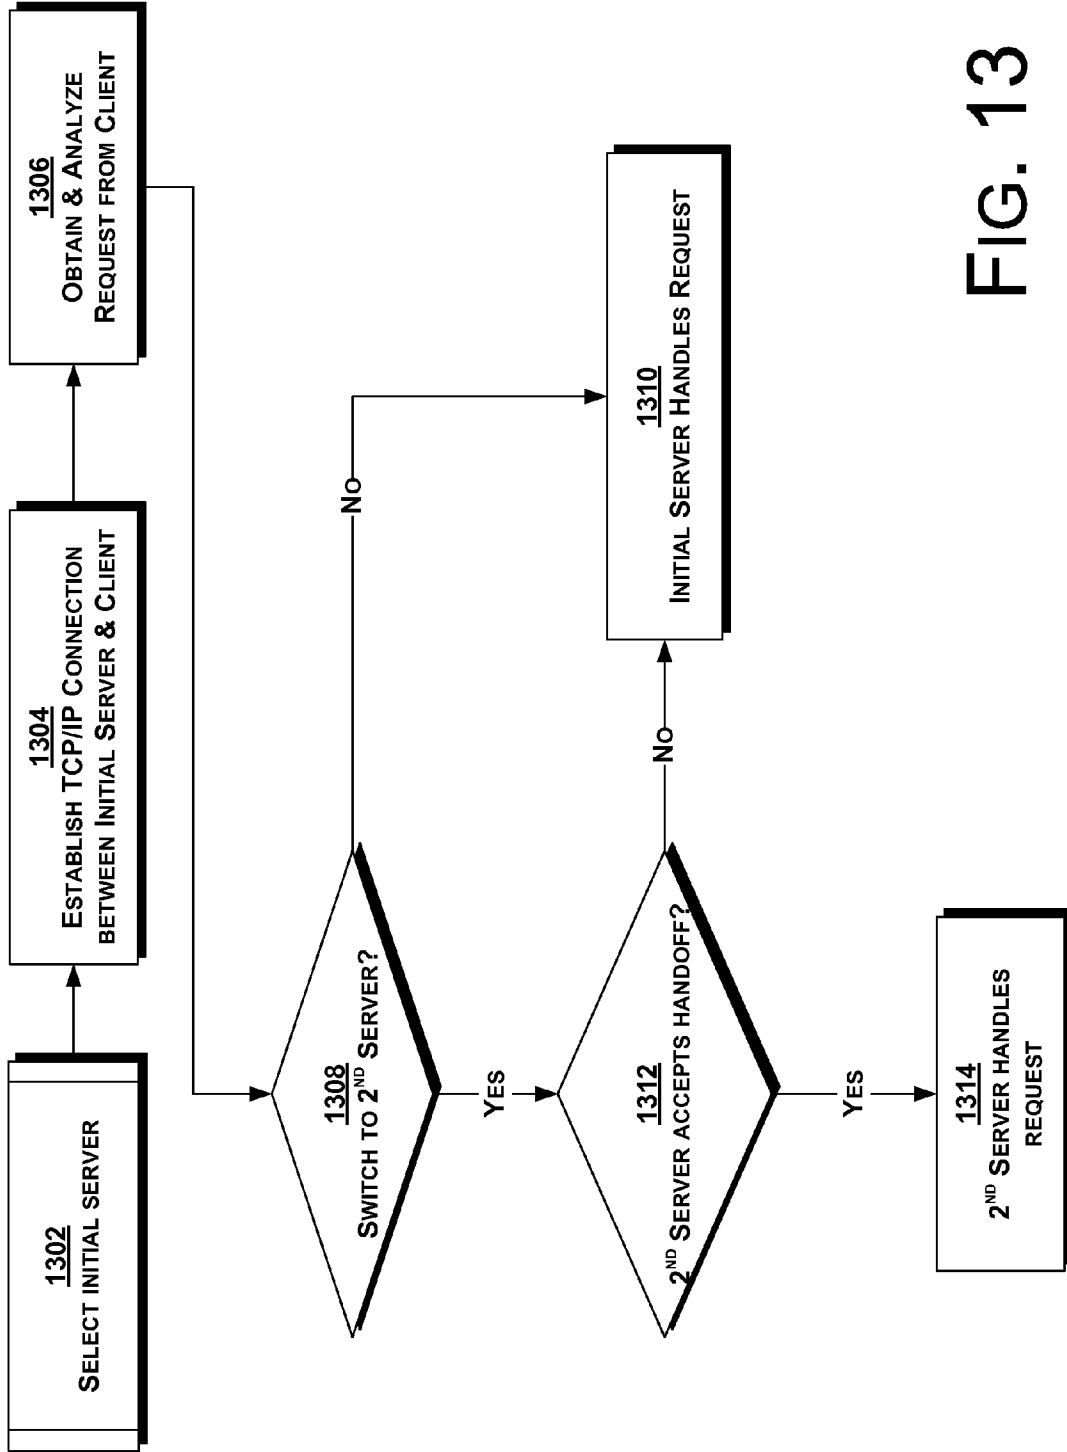 1302
SELECT INITIAL SERVER
1304
ESTABLISH TCP/IP CONNECTION
BETWEEN INITIAL SERVER & CLIENT
1306
OBTAIN & ANALYZE
REQUEST FROM CLIENT
1308
SWITCH TO 2ND SERVER?
NO
YES
1312
2ND SERVER ACCEPTS HANDOFF?
NO
1310
INITIAL SERVER HANDLES REQUEST
YES
1314
2ND SERVER HANDLES
REQUEST
FIG. 13